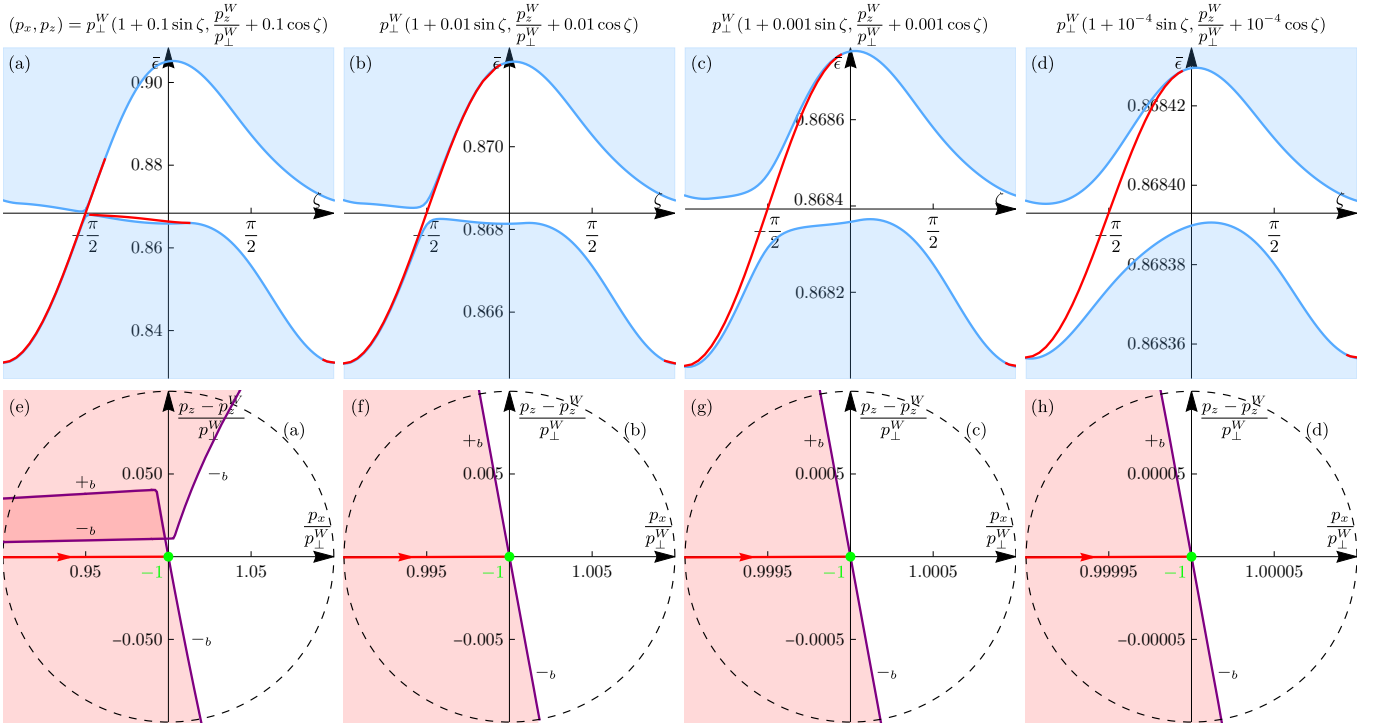 (p_x, p_z) = p_⊥^W (1 + 0.1 sin ζ, p_z^W/p_⊥^W + 0.1 cos ζ)
p_⊥^W (1 + 0.01 sin ζ, p_z^W/p_⊥^W + 0.01 cos ζ)
p_⊥^W (1 + 0.001 sin ζ, p_z^W/p_⊥^W + 0.001 cos ζ)
p_⊥^W (1 + 10^{-4} sin ζ, p_z^W/p_⊥^W + 10^{-4} cos ζ)
(a)
ϵ̄
0.90
0.88
ζ
-π/2
π/2
0.86
0.84
(b)
ϵ̄
0.870
ζ
-π/2
π/2
0.868
0.866
(c)
ϵ̄
0.8686
0.8684
ζ
-π/2
π/2
0.8682
(d)
ϵ̄
0.86842
0.86840
ζ
-π/2
π/2
0.86838
0.86836
(e)
(p_z − p_z^W)/p_⊥^W
(a)
0.050
+_b
−_b
−_b
p_x/p_⊥^W
−1
0.95
1.05
-0.050
−_b
(f)
(p_z − p_z^W)/p_⊥^W
(b)
+_b
0.005
p_x/p_⊥^W
−1
0.995
1.005
-0.005
−_b
(g)
(p_z − p_z^W)/p_⊥^W
(c)
+_b
0.0005
p_x/p_⊥^W
−1
0.99995
1.0005
-0.0005
−_b
(h)
(p_z − p_z^W)/p_⊥^W
(d)
+_b
0.00005
p_x/p_⊥^W
−1
0.99995
1.00005
-0.00005
−_b